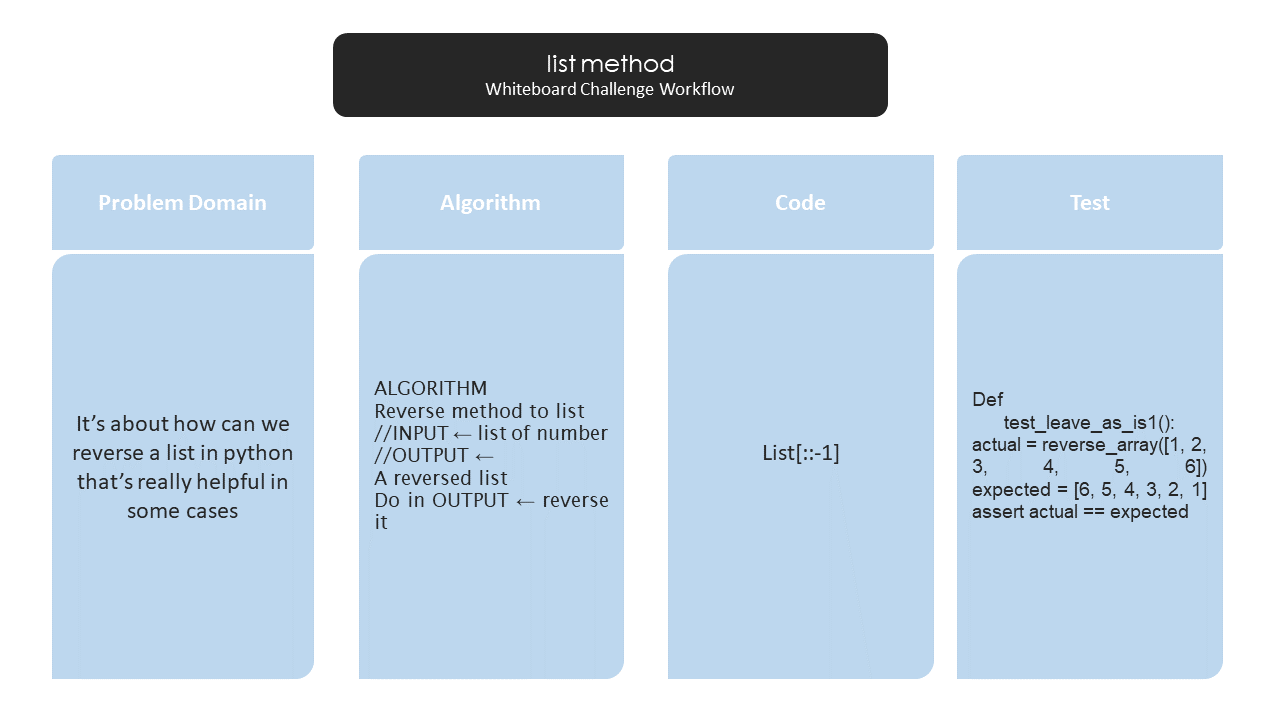 list method
Whiteboard Challenge Workflow
Problem Domain
It’s about how can we
reverse a list in python
that’s really helpful in
some cases
Algorithm
ALGORITHM
Reverse method to list
//INPUT ← list of number
//OUTPUT ←
A reversed list
Do in OUTPUT ← reverse
it
Code
List[::-1]
Test
Def
test_leave_as_is1():
actual = reverse_array([1, 2,
3, 4, 5, 6])
expected = [6, 5, 4, 3, 2, 1]
assert actual == expected